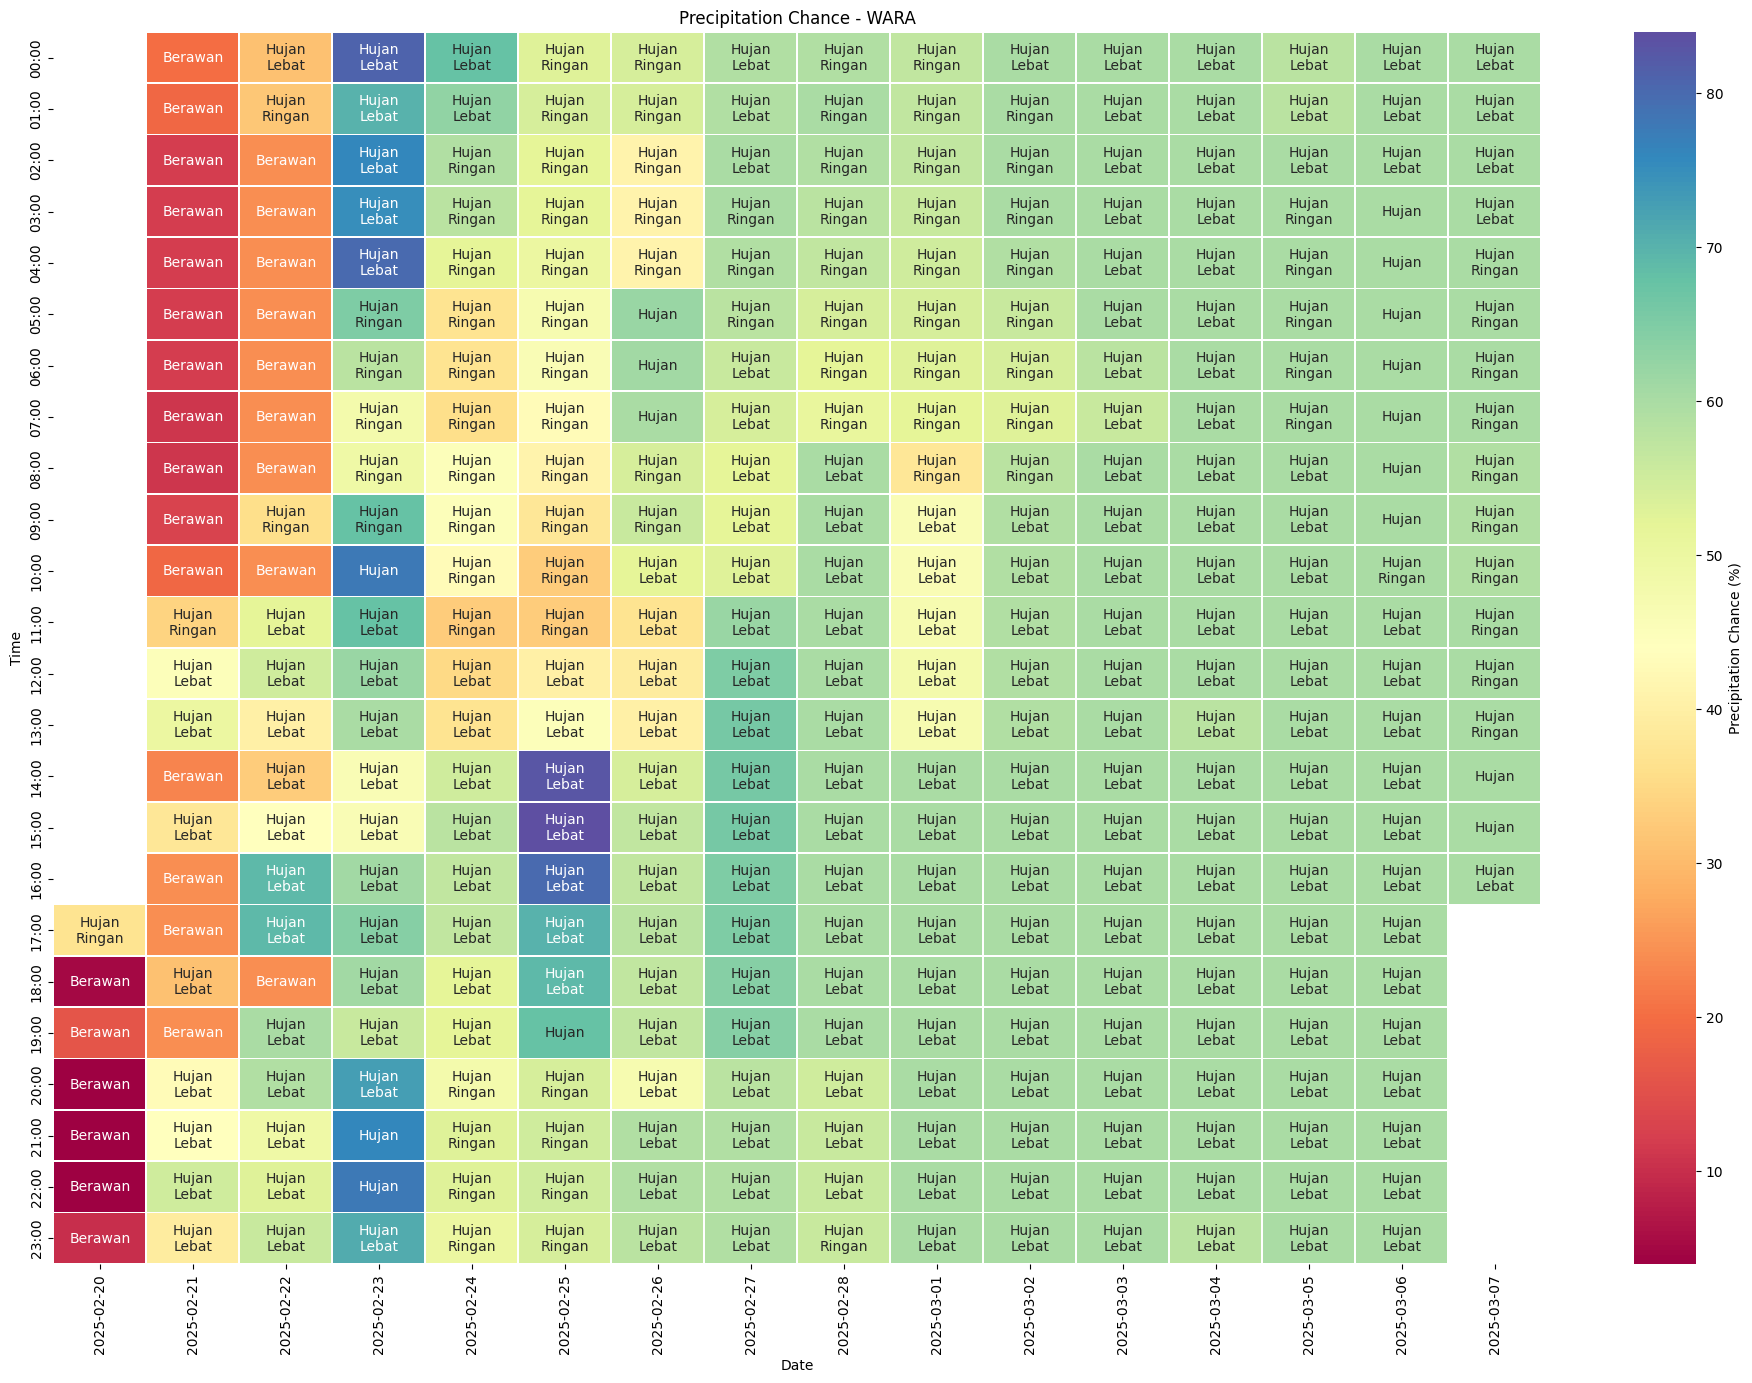 Precipitation Chance - WARA
00:00 Berawan Hujan Lebat Hujan Lebat Hujan Lebat Hujan Ringan Hujan Ringan Hujan Lebat Hujan Ringan Hujan Ringan Hujan Lebat Hujan Lebat Hujan Lebat Hujan Lebat Hujan Lebat Hujan Lebat
01:00 Berawan Hujan Ringan Hujan Lebat Hujan Lebat Hujan Ringan Hujan Ringan Hujan Lebat Hujan Ringan Hujan Ringan Hujan Ringan Hujan Lebat Hujan Lebat Hujan Lebat Hujan Lebat Hujan Lebat
02:00 Berawan Berawan Hujan Lebat Hujan Ringan Hujan Ringan Hujan Ringan Hujan Lebat Hujan Ringan Hujan Ringan Hujan Ringan Hujan Lebat Hujan Lebat Hujan Lebat Hujan Lebat Hujan Lebat
03:00 Berawan Berawan Hujan Lebat Hujan Ringan Hujan Ringan Hujan Ringan Hujan Ringan Hujan Ringan Hujan Ringan Hujan Ringan Hujan Lebat Hujan Lebat Hujan Ringan Hujan Hujan Lebat
04:00 Berawan Berawan Hujan Lebat Hujan Ringan Hujan Ringan Hujan Ringan Hujan Ringan Hujan Ringan Hujan Ringan Hujan Ringan Hujan Lebat Hujan Lebat Hujan Ringan Hujan Hujan Ringan
05:00 Berawan Berawan Hujan Ringan Hujan Ringan Hujan Ringan Hujan Hujan Ringan Hujan Ringan Hujan Ringan Hujan Ringan Hujan Lebat Hujan Lebat Hujan Ringan Hujan Hujan Ringan
06:00 Berawan Berawan Hujan Ringan Hujan Ringan Hujan Ringan Hujan Hujan Lebat Hujan Ringan Hujan Ringan Hujan Ringan Hujan Lebat Hujan Lebat Hujan Ringan Hujan Hujan Ringan
07:00 Berawan Berawan Hujan Ringan Hujan Ringan Hujan Ringan Hujan Hujan Lebat Hujan Ringan Hujan Ringan Hujan Ringan Hujan Lebat Hujan Lebat Hujan Ringan Hujan Hujan Ringan
08:00 Berawan Berawan Hujan Ringan Hujan Ringan Hujan Ringan Hujan Ringan Hujan Lebat Hujan Lebat Hujan Ringan Hujan Ringan Hujan Lebat Hujan Lebat Hujan Lebat Hujan Hujan Ringan
09:00 Berawan Hujan Ringan Hujan Ringan Hujan Ringan Hujan Ringan Hujan Ringan Hujan Lebat Hujan Lebat Hujan Lebat Hujan Lebat Hujan Lebat Hujan Lebat Hujan Lebat Hujan Hujan Ringan
10:00 Berawan Berawan Hujan Hujan Ringan Hujan Ringan Hujan Lebat Hujan Lebat Hujan Lebat Hujan Lebat Hujan Lebat Hujan Lebat Hujan Lebat Hujan Lebat Hujan Ringan Hujan Ringan
11:00 Hujan Ringan Hujan Lebat Hujan Lebat Hujan Ringan Hujan Ringan Hujan Lebat Hujan Lebat Hujan Lebat Hujan Lebat Hujan Lebat Hujan Lebat Hujan Lebat Hujan Lebat Hujan Lebat Hujan Ringan
12:00 Hujan Lebat Hujan Lebat Hujan Lebat Hujan Lebat Hujan Lebat Hujan Lebat Hujan Lebat Hujan Lebat Hujan Lebat Hujan Lebat Hujan Lebat Hujan Lebat Hujan Lebat Hujan Lebat Hujan Ringan
13:00 Hujan Lebat Hujan Lebat Hujan Lebat Hujan Lebat Hujan Lebat Hujan Lebat Hujan Lebat Hujan Lebat Hujan Lebat Hujan Lebat Hujan Lebat Hujan Lebat Hujan Lebat Hujan Lebat Hujan Ringan
14:00 Berawan Hujan Lebat Hujan Lebat Hujan Lebat Hujan Lebat Hujan Lebat Hujan Lebat Hujan Lebat Hujan Lebat Hujan Lebat Hujan Lebat Hujan Lebat Hujan Lebat Hujan Lebat Hujan
15:00 Hujan Lebat Hujan Lebat Hujan Lebat Hujan Lebat Hujan Lebat Hujan Lebat Hujan Lebat Hujan Lebat Hujan Lebat Hujan Lebat Hujan Lebat Hujan Lebat Hujan Lebat Hujan Lebat Hujan
16:00 Berawan Hujan Lebat Hujan Lebat Hujan Lebat Hujan Lebat Hujan Lebat Hujan Lebat Hujan Lebat Hujan Lebat Hujan Lebat Hujan Lebat Hujan Lebat Hujan Lebat Hujan Lebat Hujan Lebat
17:00 Hujan Ringan Berawan Hujan Lebat Hujan Lebat Hujan Lebat Hujan Lebat Hujan Lebat Hujan Lebat Hujan Lebat Hujan Lebat Hujan Lebat Hujan Lebat Hujan Lebat Hujan Lebat Hujan Lebat
18:00 Berawan Hujan Lebat Berawan Hujan Lebat Hujan Lebat Hujan Lebat Hujan Lebat Hujan Lebat Hujan Lebat Hujan Lebat Hujan Lebat Hujan Lebat Hujan Lebat Hujan Lebat Hujan Lebat
19:00 Berawan Berawan Hujan Lebat Hujan Lebat Hujan Lebat Hujan Hujan Lebat Hujan Lebat Hujan Lebat Hujan Lebat Hujan Lebat Hujan Lebat Hujan Lebat Hujan Lebat Hujan Lebat
20:00 Berawan Hujan Lebat Hujan Lebat Hujan Lebat Hujan Ringan Hujan Ringan Hujan Lebat Hujan Lebat Hujan Lebat Hujan Lebat Hujan Lebat Hujan Lebat Hujan Lebat Hujan Lebat Hujan Lebat
21:00 Berawan Hujan Lebat Hujan Lebat Hujan Hujan Ringan Hujan Ringan Hujan Lebat Hujan Lebat Hujan Lebat Hujan Lebat Hujan Lebat Hujan Lebat Hujan Lebat Hujan Lebat Hujan Lebat
22:00 Berawan Hujan Lebat Hujan Lebat Hujan Hujan Ringan Hujan Ringan Hujan Lebat Hujan Lebat Hujan Lebat Hujan Lebat Hujan Lebat Hujan Lebat Hujan Lebat Hujan Lebat Hujan Lebat
23:00 Berawan Hujan Lebat Hujan Lebat Hujan Lebat Hujan Ringan Hujan Ringan Hujan Lebat Hujan Lebat Hujan Ringan Hujan Lebat Hujan Lebat Hujan Lebat Hujan Lebat Hujan Lebat Hujan Lebat
Time
2025-02-20
2025-02-21
2025-02-22
2025-02-23
2025-02-24
2025-02-25
2025-02-26
2025-02-27
2025-02-28
2025-03-01
2025-03-02
2025-03-03
2025-03-04
2025-03-05
2025-03-06
2025-03-07
Date
80
70
60
50
40
30
20
10
Precipitation Chance (%)